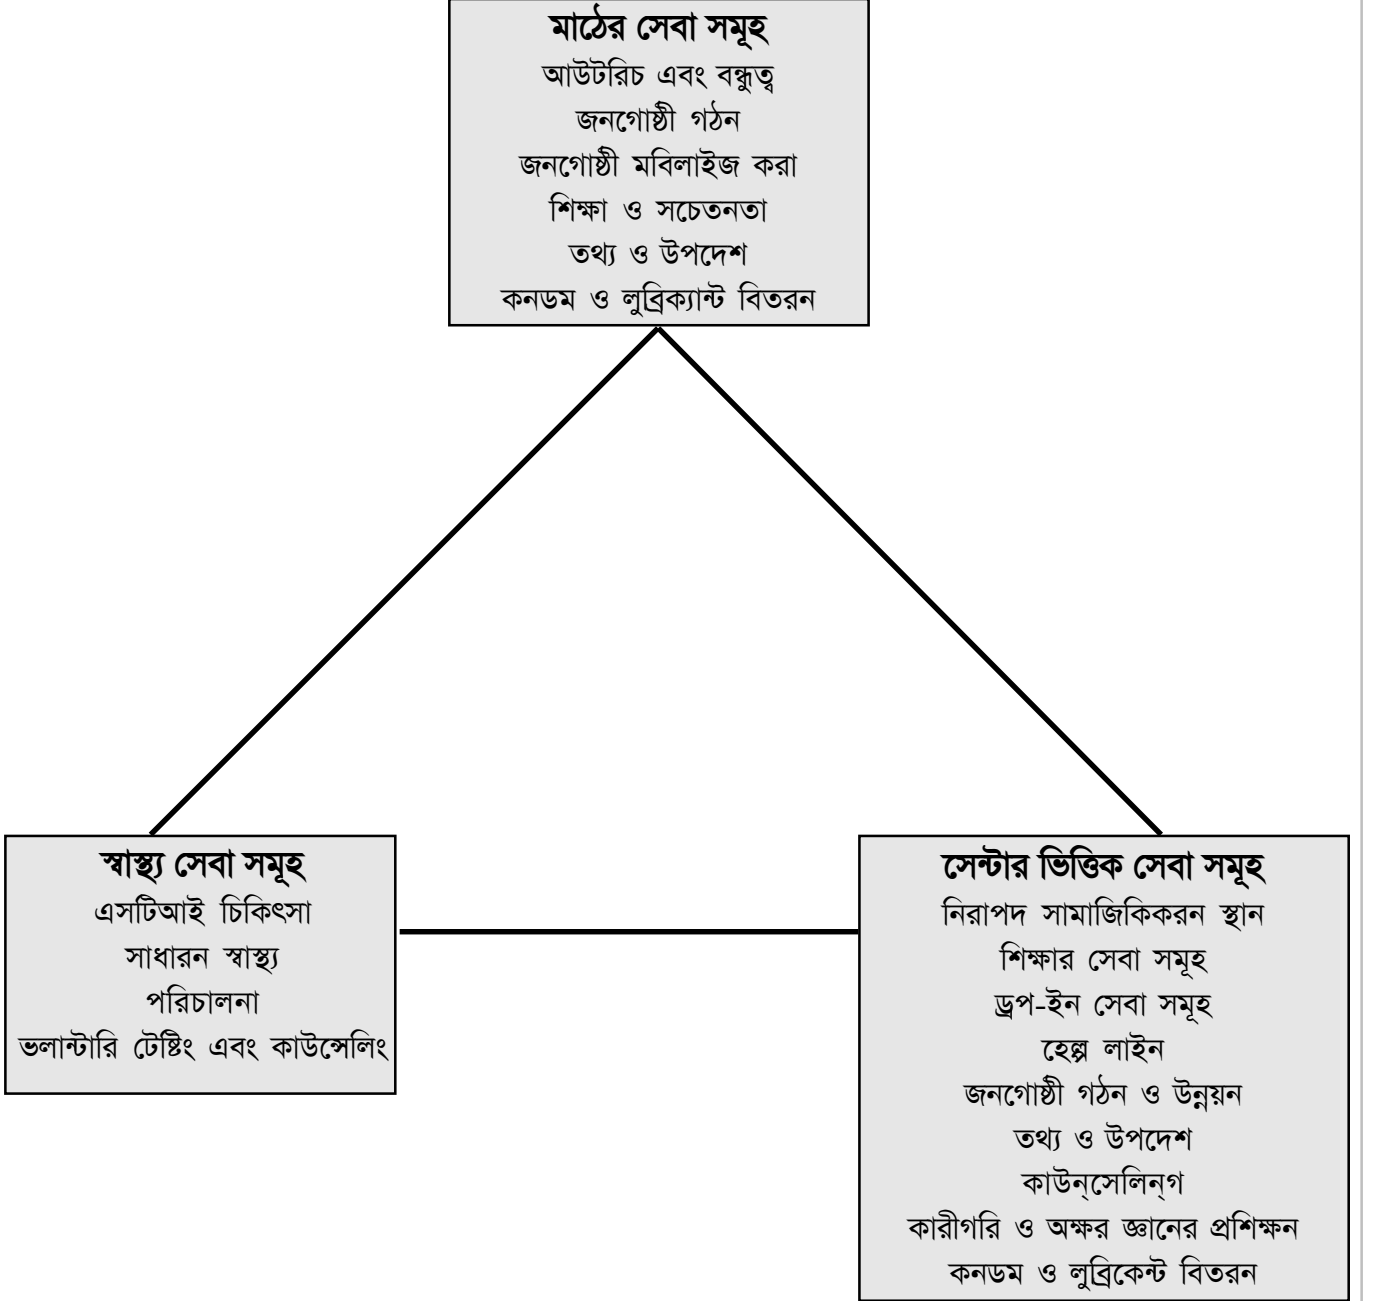 মাঠের সেবা সমূহ
আউটরিচ এবং বন্ধুত্ব
জনগোষ্ঠী গঠন
জনগোষ্ঠী মবিলাইজ করা
শিক্ষা ও সচেতনতা
তথ্য ও উপদেশ
কনডম ও লুব্রিক্যান্ট বিতরন
স্বাস্থ্য সেবা সমূহ
এসটিআই চিকিৎসা
সাধারন স্বাস্থ্য
পরিচালনা
ভলান্টারি টেষ্টিং এবং কাউন্সেলিং
সেন্টার ভিত্তিক সেবা সমূহ
নিরাপদ সামাজিকিকরন স্থান
শিক্ষার সেবা সমূহ
ড্রপ-ইন সেবা সমূহ
হেল্প লাইন
জনগোষ্ঠী গঠন ও উন্নয়ন
তথ্য ও উপদেশ
কাউন্‌সেলিন্‌গ
কারীগরি ও অক্ষর জ্ঞানের প্রশিক্ষন
কনডম ও লুব্রিকেন্ট বিতরন